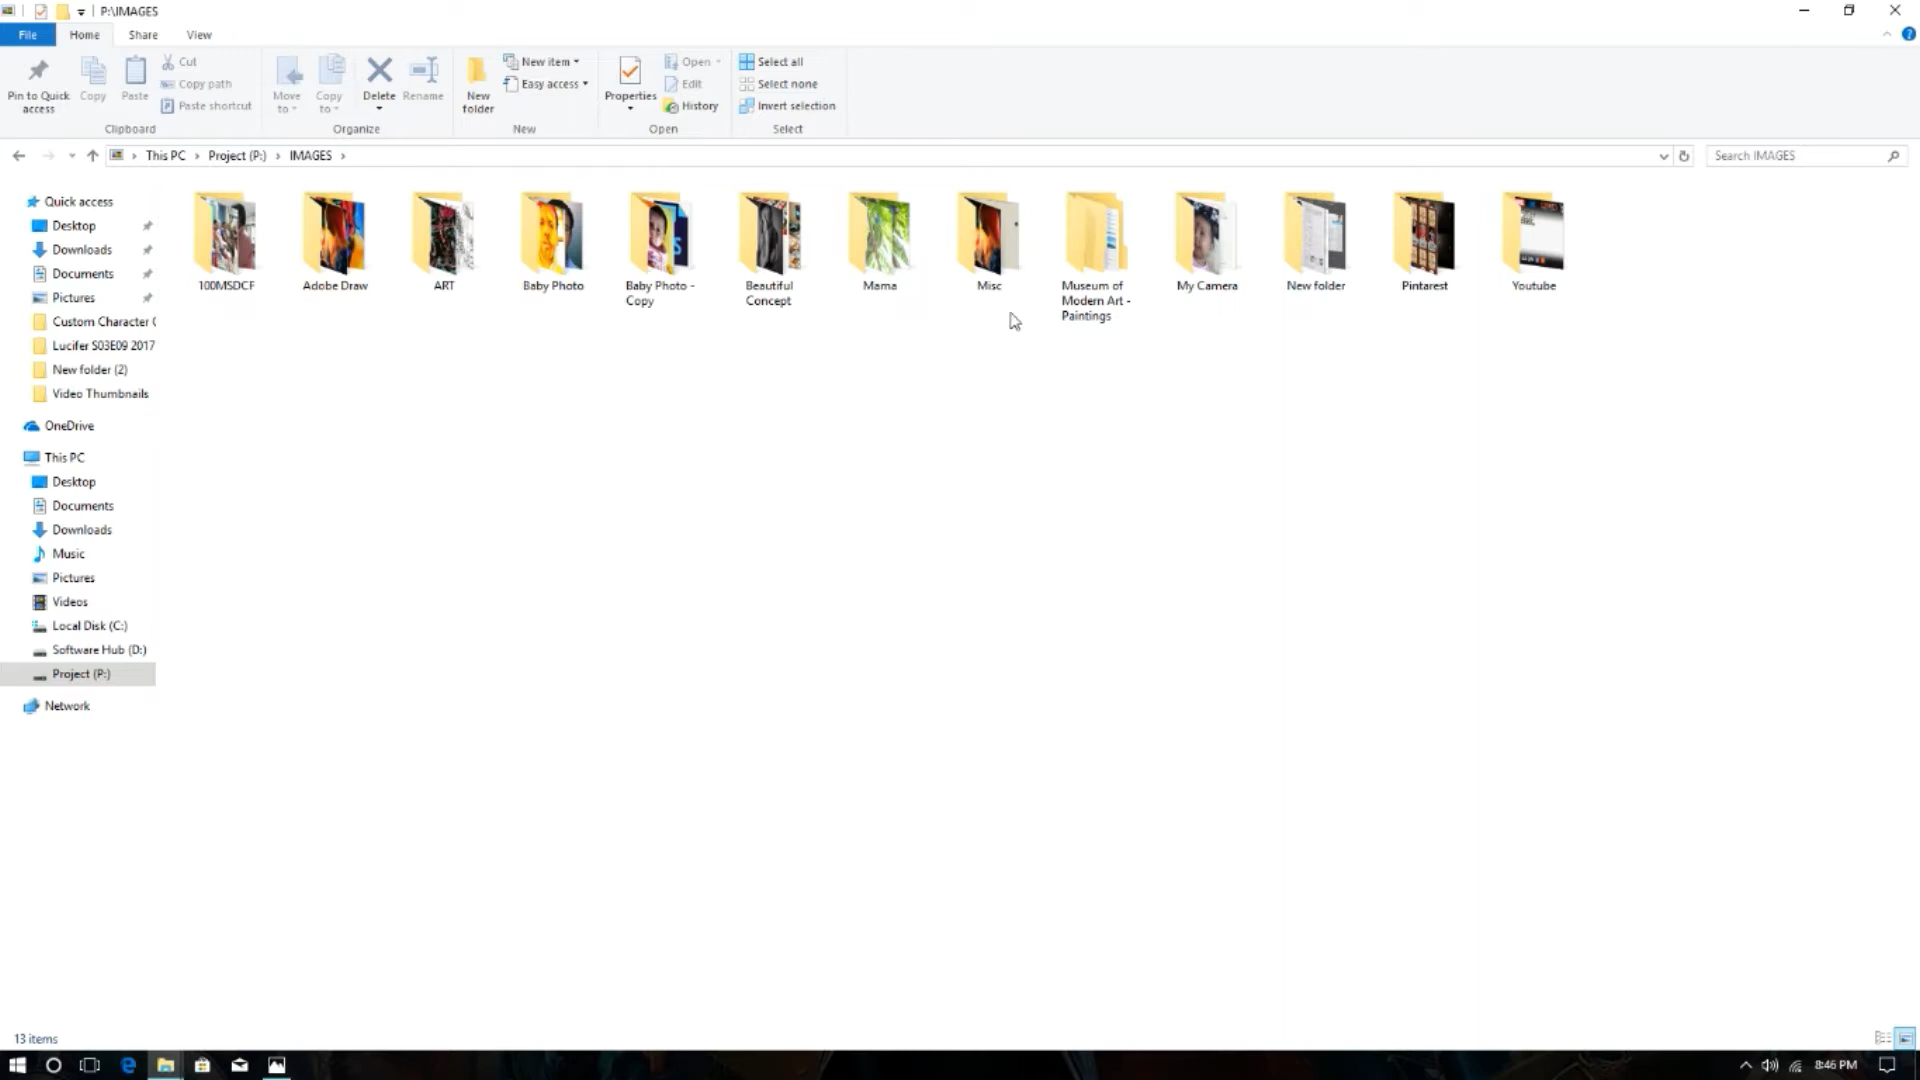 P:\IMAGES
File Home Share View
Pin to Quick access
Copy
Paste
Cut
Copy path
Paste shortcut
Clipboard
Move to
Copy to
Delete
Rename
Organize
New folder
New item
Easy access
New
Properties
Open
Edit
History
Open
Select all
Select none
Invert selection
Select
This PC > Project (P:) > IMAGES >
Search IMAGES
Quick access
Desktop
Downloads
Documents
Pictures
Custom Character (
Lucifer S03E09 2017
New folder (2)
Video Thumbnails
OneDrive
This PC
Desktop
Documents
Downloads
Music
Pictures
Videos
Local Disk (C:)
Software Hub (D:)
Project (P:)
Network
100MSDCF
Adobe Draw
ART
Baby Photo
Baby Photo -
Copy
Beautiful
Concept
Mama
Misc
Museum of
Modern Art -
Paintings
My Camera
New folder
Pintarest
Youtube
13 items
8:46 PM